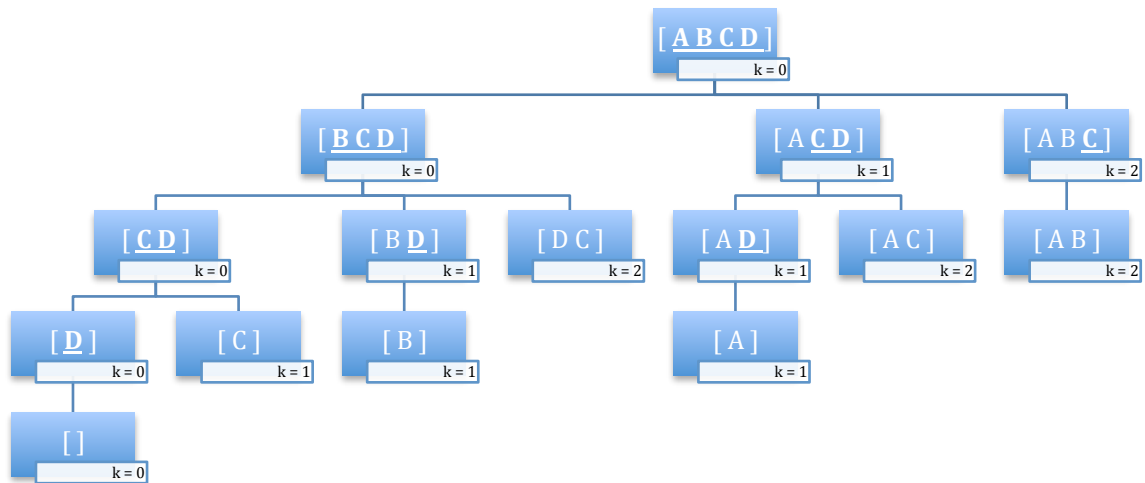 [ A B C D ]
k = 0
[ B C D ]
k = 0
[ A C D ]
k = 1
[ A B C ]
k = 2
[ C D ]
k = 0
[ B D ]
k = 1
[ D C ]
k = 2
[ A D ]
k = 1
[ A C ]
k = 2
[ A B ]
k = 2
[ D ]
k = 0
[ C ]
k = 1
[ B ]
k = 1
[ A ]
k = 1
[ ]
k = 0